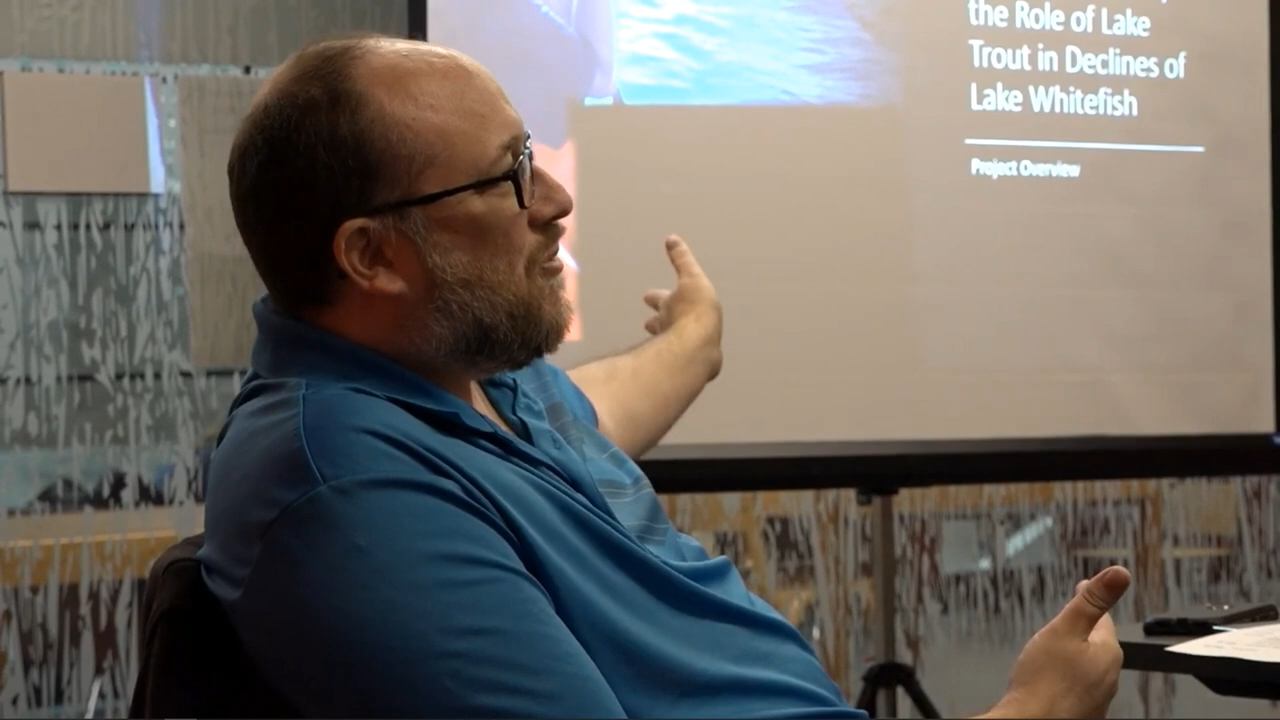 the Role of Lake
Trout in Declines of
Lake Whitefish
Project Overview